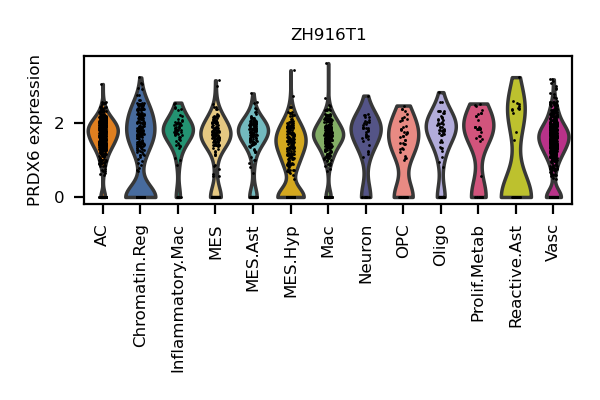 ZH916T1
PRDX6 expression
2
0
AC
Chromatin.Reg
Inflammatory.Mac
MES
MES.Ast
MES.Hyp
Mac
Neuron
OPC
Oligo
Prolif.Metab
Reactive.Ast
Vasc